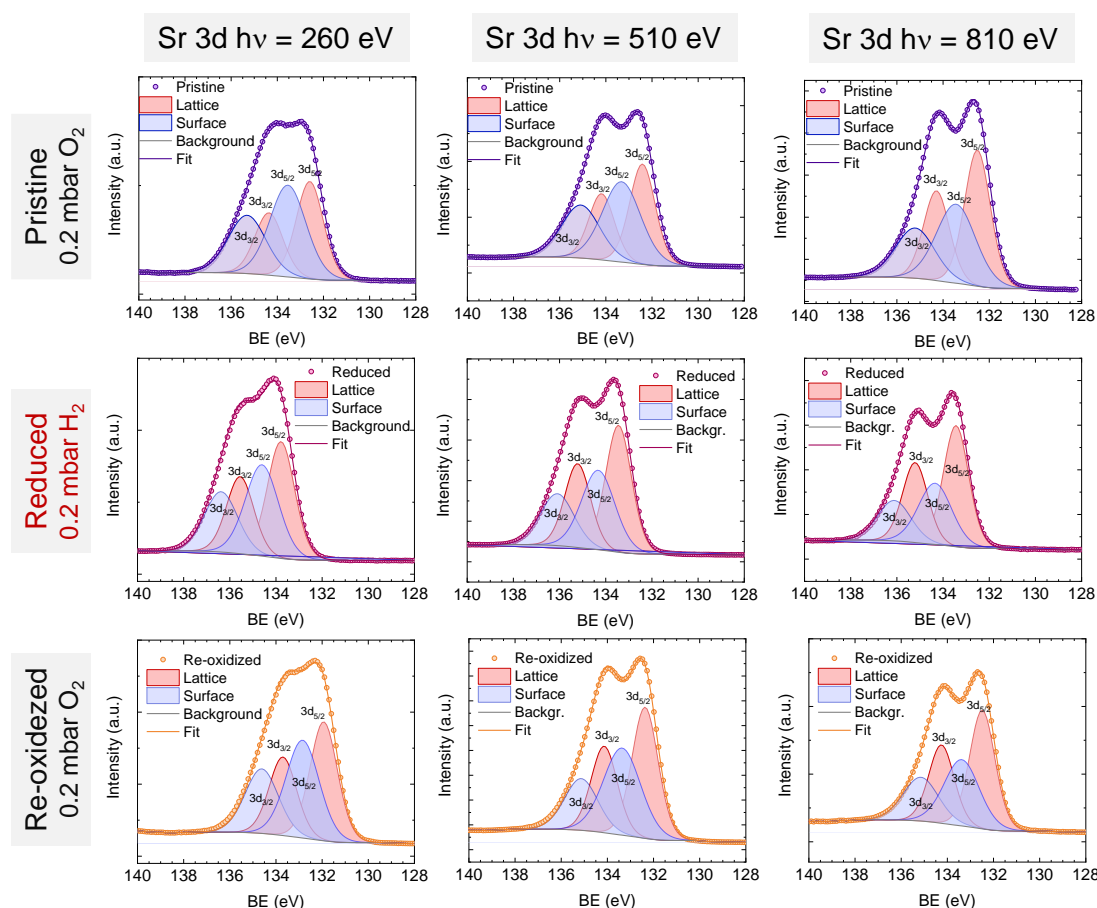 Sr 3d hν = 260 eV
Sr 3d hν = 510 eV
Sr 3d hν = 810 eV
Pristine
0.2 mbar O₂
Intensity (a.u.)
Pristine
Lattice
Surface
Background
Fit
3d₃/₂
3d₃/₂
3d₅/₂
3d₅/₂
140 138 136 134 132 130 128
BE (eV)
Intensity (a.u.)
Pristine
Lattice
Surface
Background
Fit
3d₃/₂
3d₃/₂
3d₅/₂
3d₅/₂
140 138 136 134 132 130 128
BE (eV)
Intensity (a.u.)
Pristine
Lattice
Surface
Background
Fit
3d₃/₂
3d₃/₂
3d₅/₂
3d₅/₂
140 138 136 134 132 130 128
BE (eV)
Reduced
0.2 mbar H₂
Intensity (a.u.)
Reduced
Lattice
Surface
Background
Fit
3d₃/₂
3d₃/₂
3d₅/₂
3d₅/₂
140 138 136 134 132 130 128
BE (eV)
Intensity (a.u.)
Reduced
Lattice
Surface
Backgr.
Fit
3d₃/₂
3d₃/₂
3d₅/₂
3d₅/₂
140 138 136 134 132 130 128
BE (eV)
Intensity (a.u.)
Reduced
Lattice
Surface
Backgr.
Fit
3d₃/₂
3d₃/₂
3d₅/₂
3d₅/₂
140 138 136 134 132 130 128
BE (eV)
Re-oxidezed
0.2 mbar O₂
Intensity (a.u.)
Re-oxidized
Lattice
Surface
Background
Fit
3d₃/₂
3d₃/₂
3d₅/₂
3d₅/₂
140 138 136 134 132 130 128
BE (eV)
Intensity (a.u.)
Re-oxidized
Lattice
Surface
Backgr.
Fit
3d₃/₂
3d₃/₂
3d₅/₂
3d₅/₂
140 138 136 134 132 130 128
BE (eV)
Intensity (a.u.)
Re-oxidized
Lattice
Surface
Backgr.
Fit
3d₃/₂
3d₃/₂
3d₅/₂
3d₅/₂
140 138 136 134 132 130 128
BE (eV)